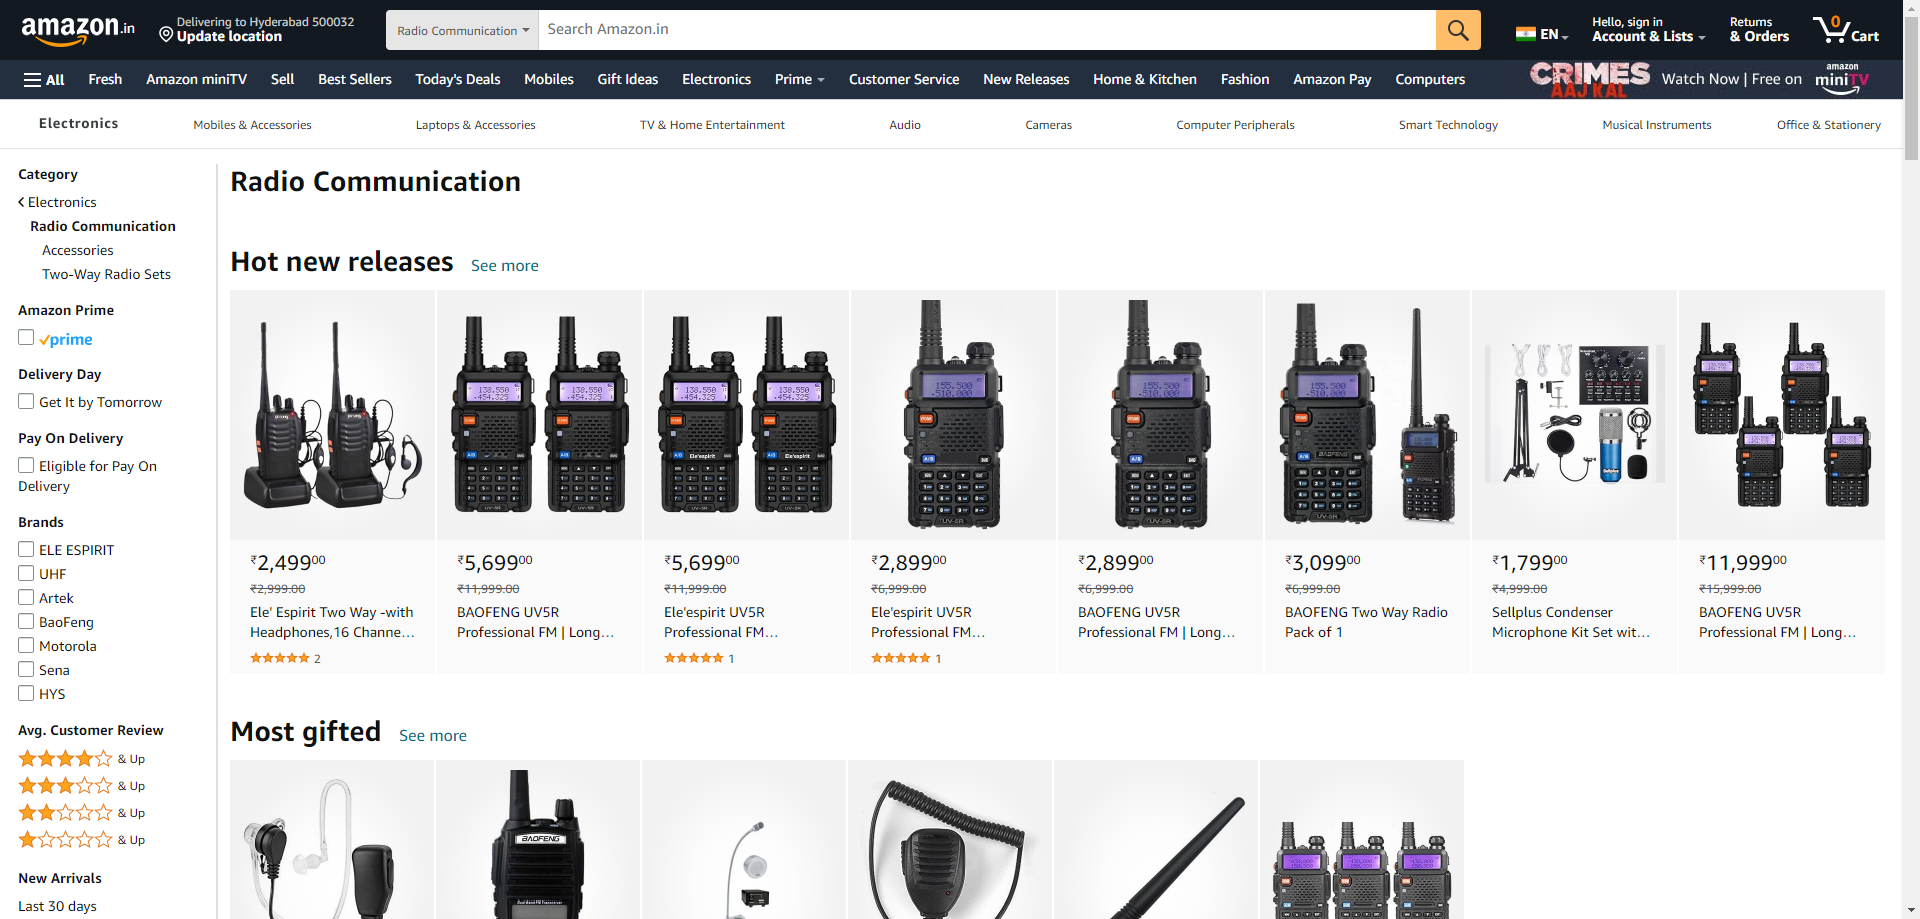 amazon.in
Delivering to Hyderabad 500032
Update location
Radio Communication
Search Amazon.in
EN
Hello, sign in
Account & Lists
Returns
& Orders
0
Cart
All
Fresh
Amazon miniTV
Sell
Best Sellers
Today's Deals
Mobiles
Gift Ideas
Electronics
Prime
Customer Service
New Releases
Home & Kitchen
Fashion
Amazon Pay
Computers
CRIMES
AAJ KAL
Watch Now | Free on
amazon
miniTV
Electronics
Mobiles & Accessories
Laptops & Accessories
TV & Home Entertainment
Audio
Cameras
Computer Peripherals
Smart Technology
Musical Instruments
Office & Stationery
Category
Electronics
Radio Communication
Accessories
Two-Way Radio Sets
Amazon Prime
prime
Delivery Day
Get It by Tomorrow
Pay On Delivery
Eligible for Pay On
Delivery
Brands
ELE ESPIRIT
UHF
Artek
BaoFeng
Motorola
Sena
HYS
Avg. Customer Review
& Up
& Up
& Up
& Up
New Arrivals
Last 30 days
Radio Communication
Hot new releases
See more
₹2,49900
₹2,999.00
Ele' Espirit Two Way -with
Headphones,16 Channe…
2
₹5,69900
₹11,999.00
BAOFENG UV5R
Professional FM | Long…
₹5,69900
₹11,999.00
Ele'espirit UV5R
Professional FM…
1
₹2,89900
₹6,999.00
Ele'espirit UV5R
Professional FM…
1
₹2,89900
₹6,999.00
BAOFENG UV5R
Professional FM | Long…
₹3,09900
₹6,999.00
BAOFENG Two Way Radio
Pack of 1
₹1,79900
₹4,999.00
Sellplus Condenser
Microphone Kit Set wit…
₹11,99900
₹15,999.00
BAOFENG UV5R
Professional FM | Long…
Most gifted
See more
BAOFENG